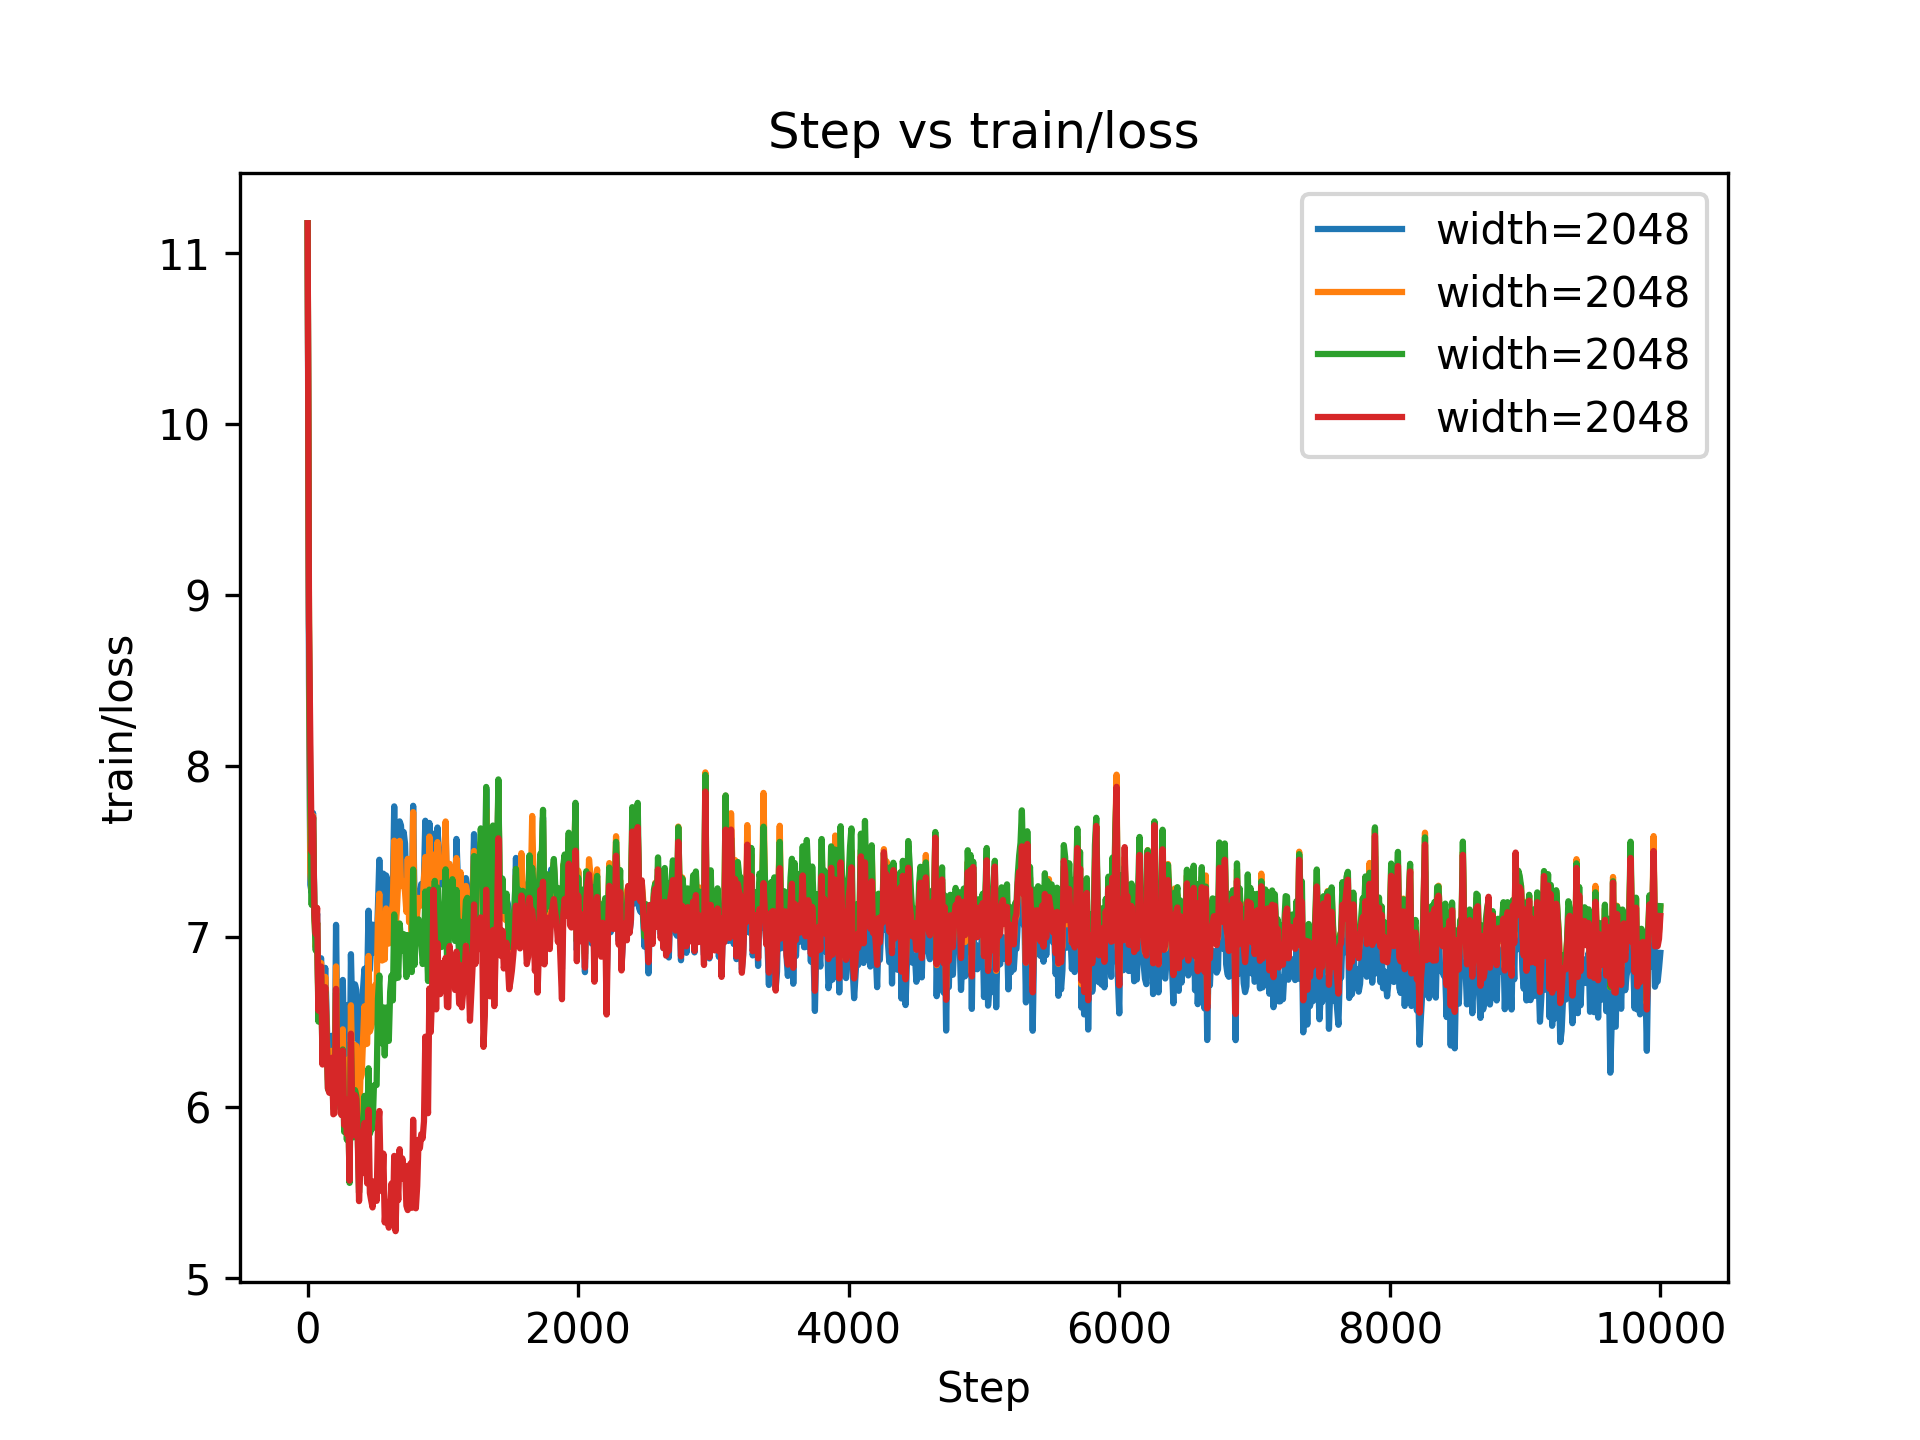 Step vs train/loss
width=2048
width=2048
width=2048
width=2048
11
10
9
8
7
6
5
train/loss
0 2000 4000 6000 8000 10000
Step